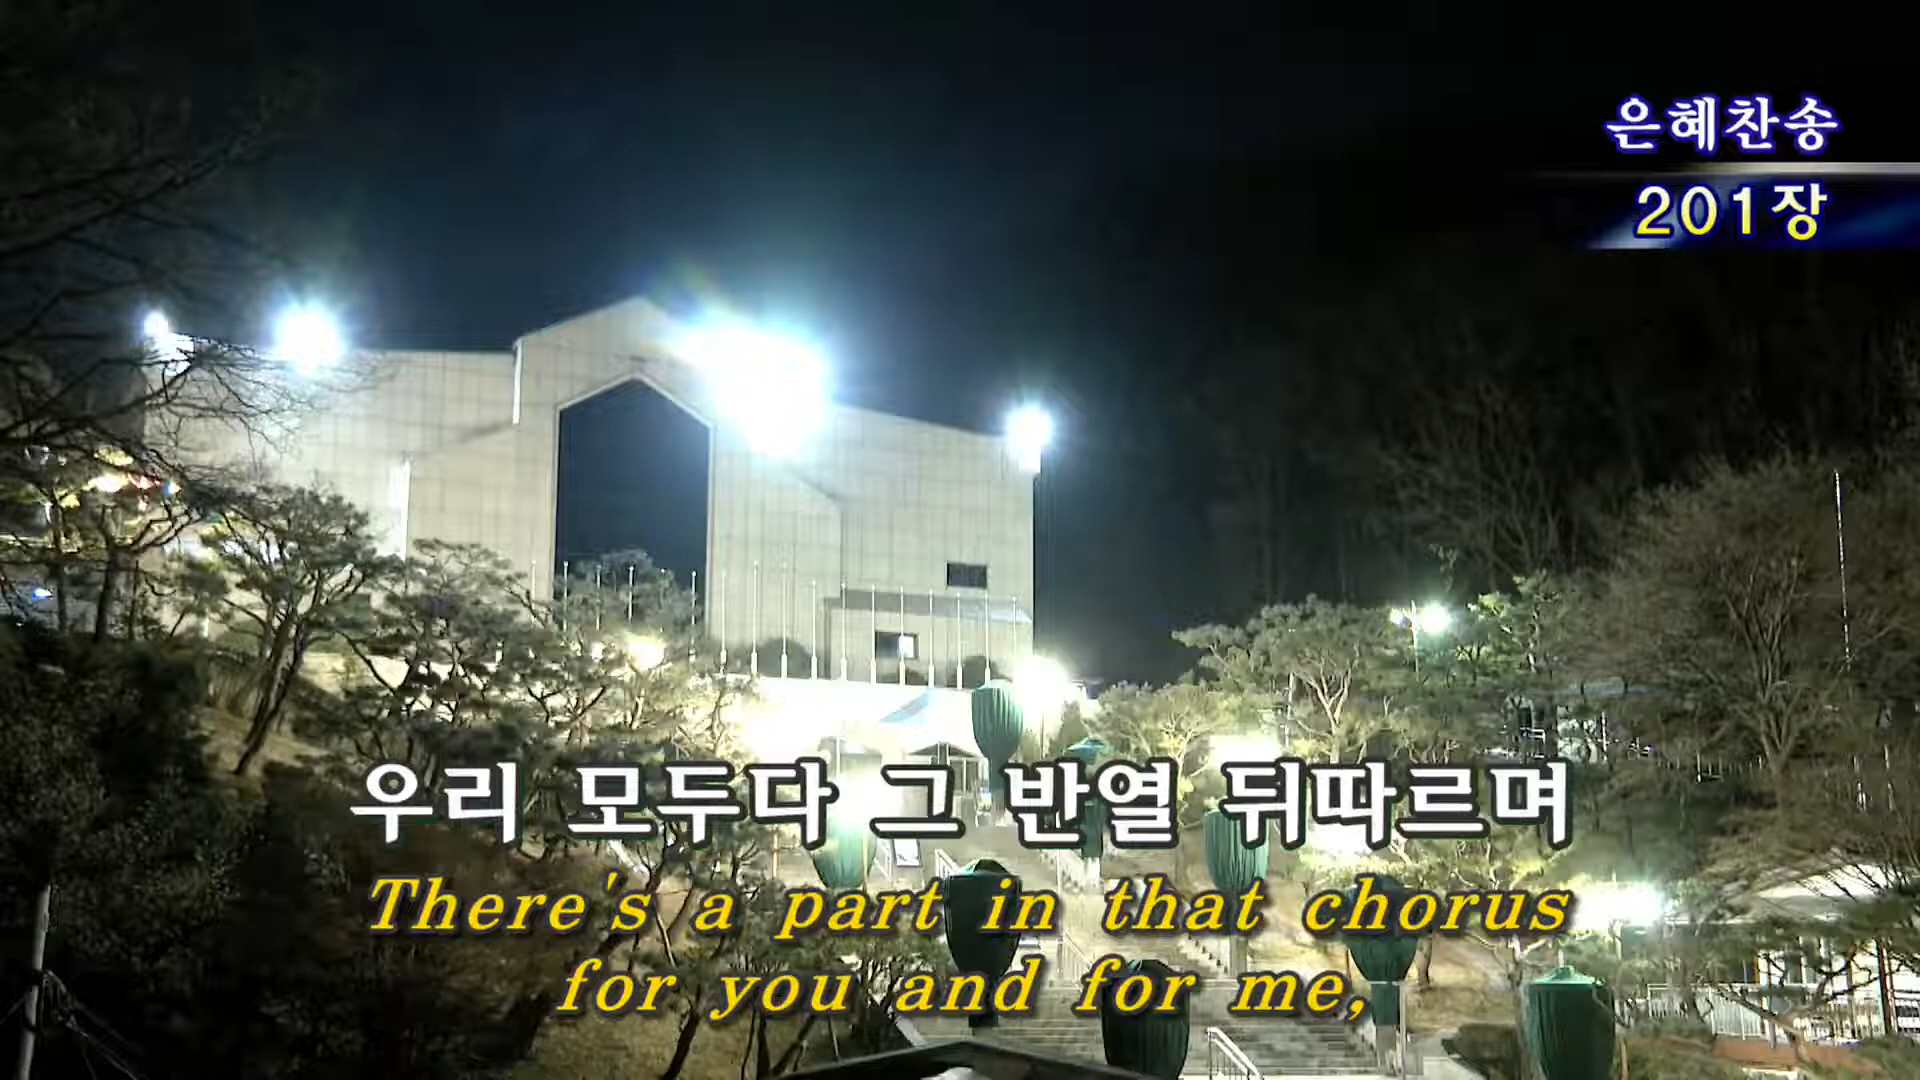 은혜찬송
201장
우리 모두다 그 반열 뒤따르며
There's a part in that chorus
for you and for me,